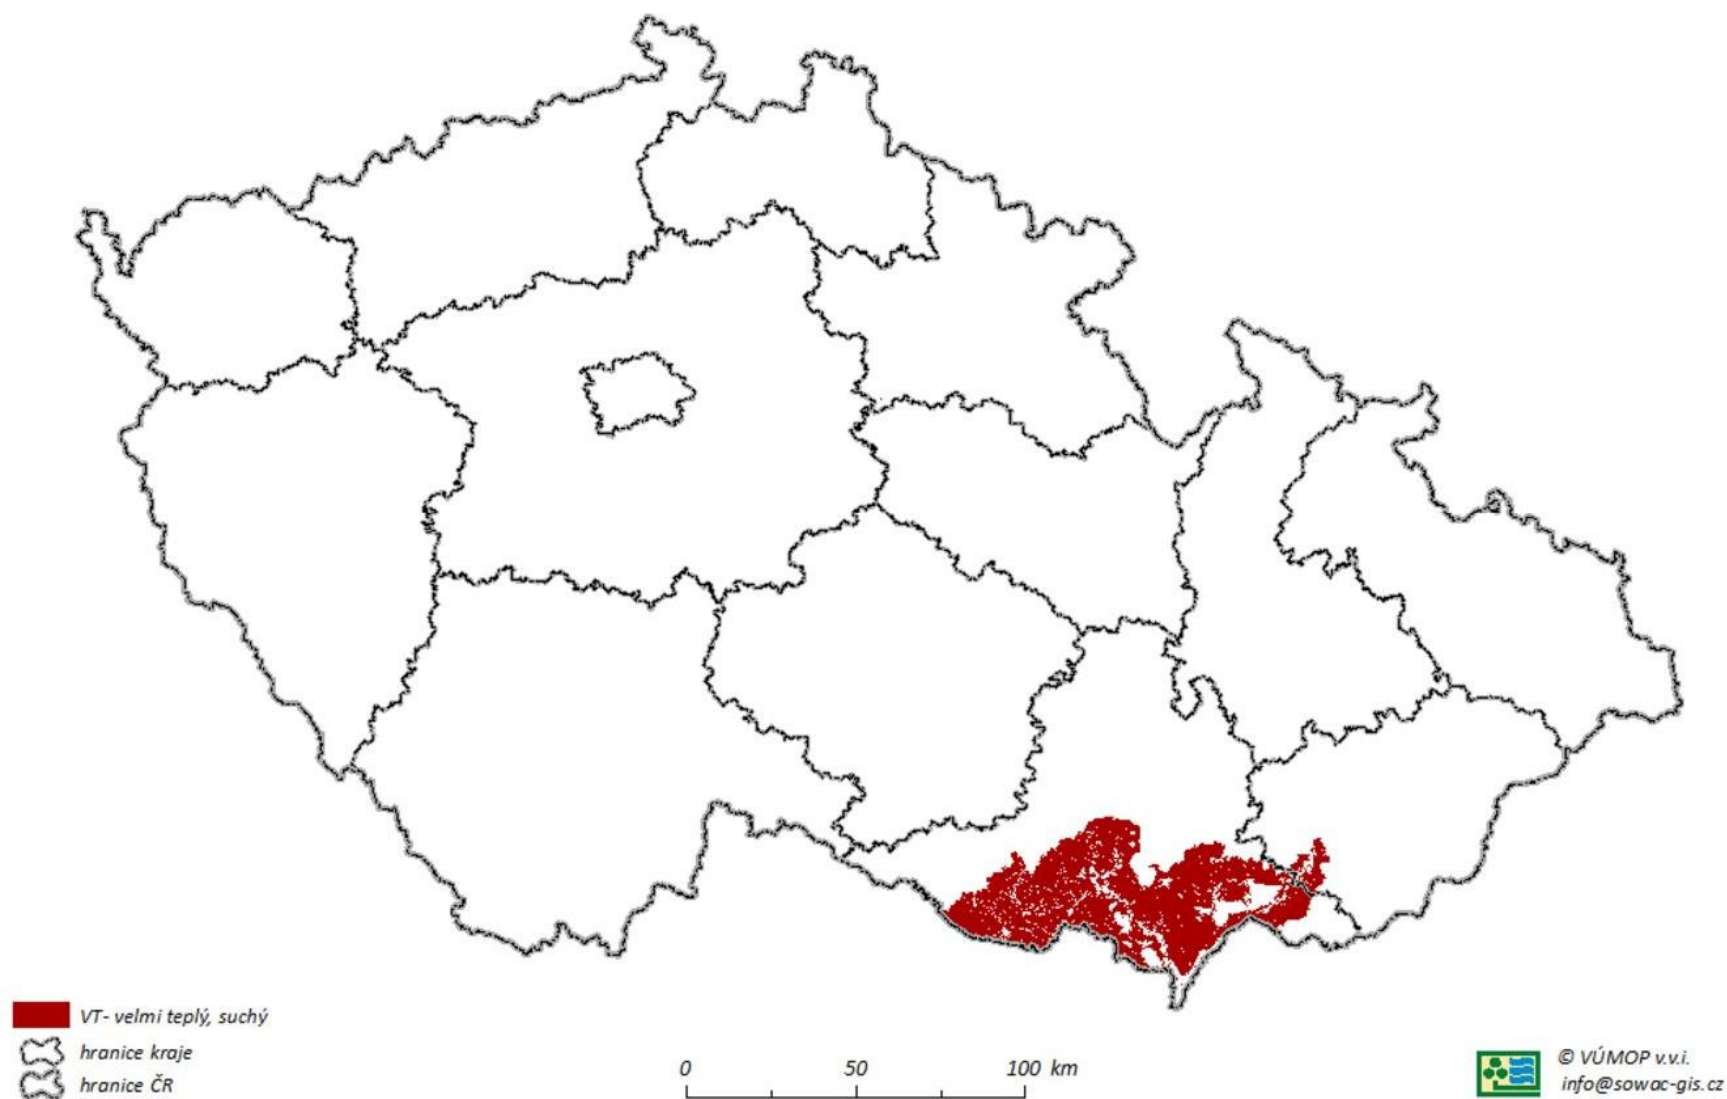 VT- velmi teplý, suchý
hranice kraje
hranice ČR
0 50 100 km
© VÚMOP v.v.i.
info@sowac-gis.cz